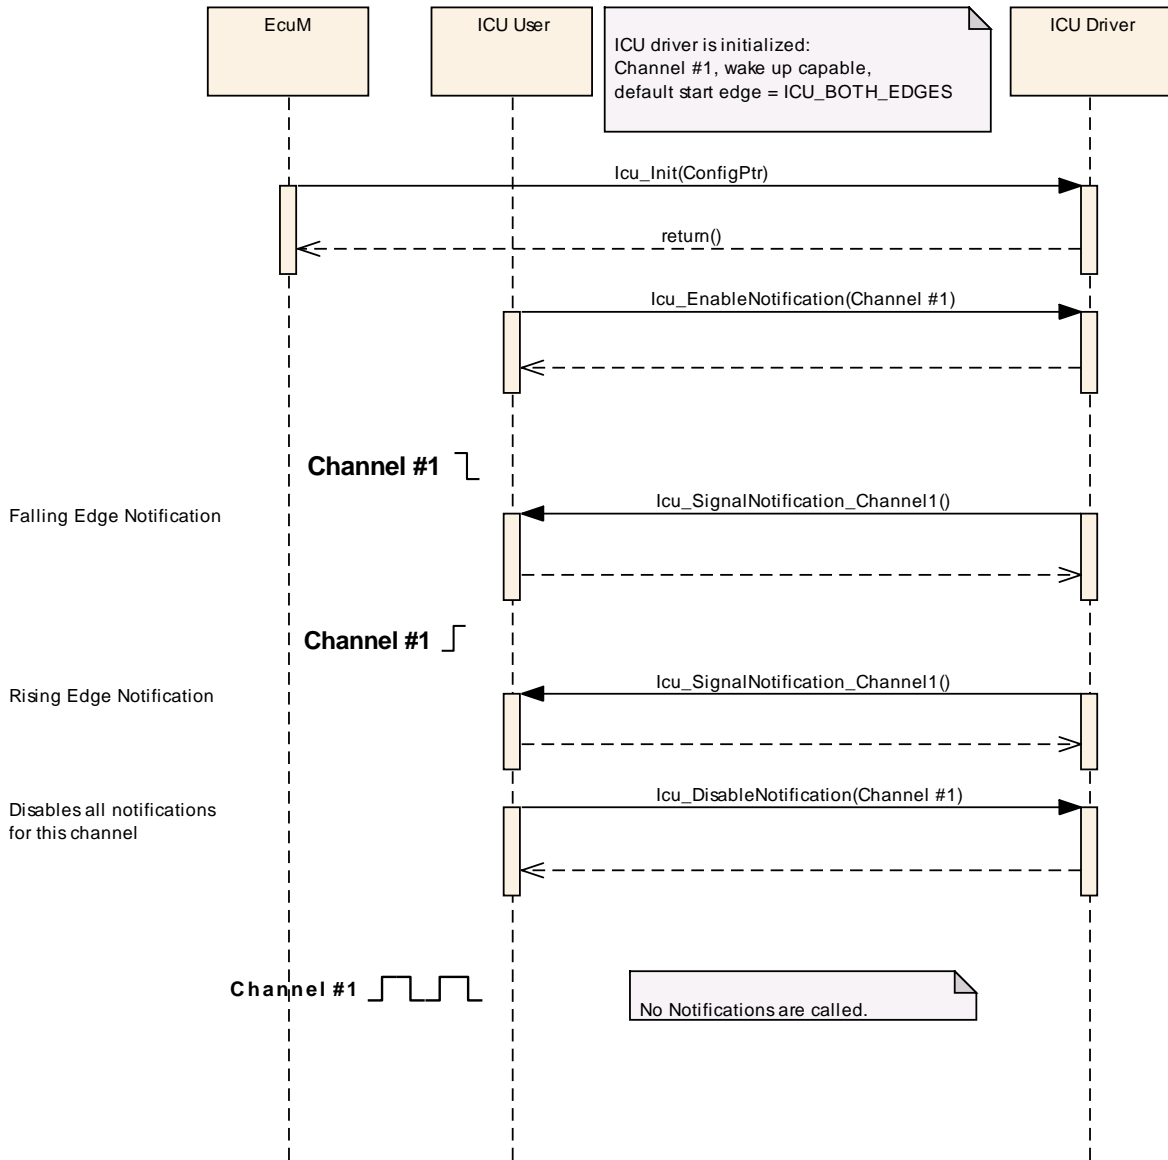 EcuM
ICU User
ICU Driver
ICU driver is initialized:
Channel #1, wake up capable,
default start edge = ICU_BOTH_EDGES
Icu_Init(ConfigPtr)
return()
Icu_EnableNotification(Channel #1)
Channel #1
Icu_SignalNotification_Channel1()
Falling Edge Notification
Channel #1
Icu_SignalNotification_Channel1()
Rising Edge Notification
Icu_DisableNotification(Channel #1)
Disables all notifications
for this channel
Channel #1
No Notifications are called.